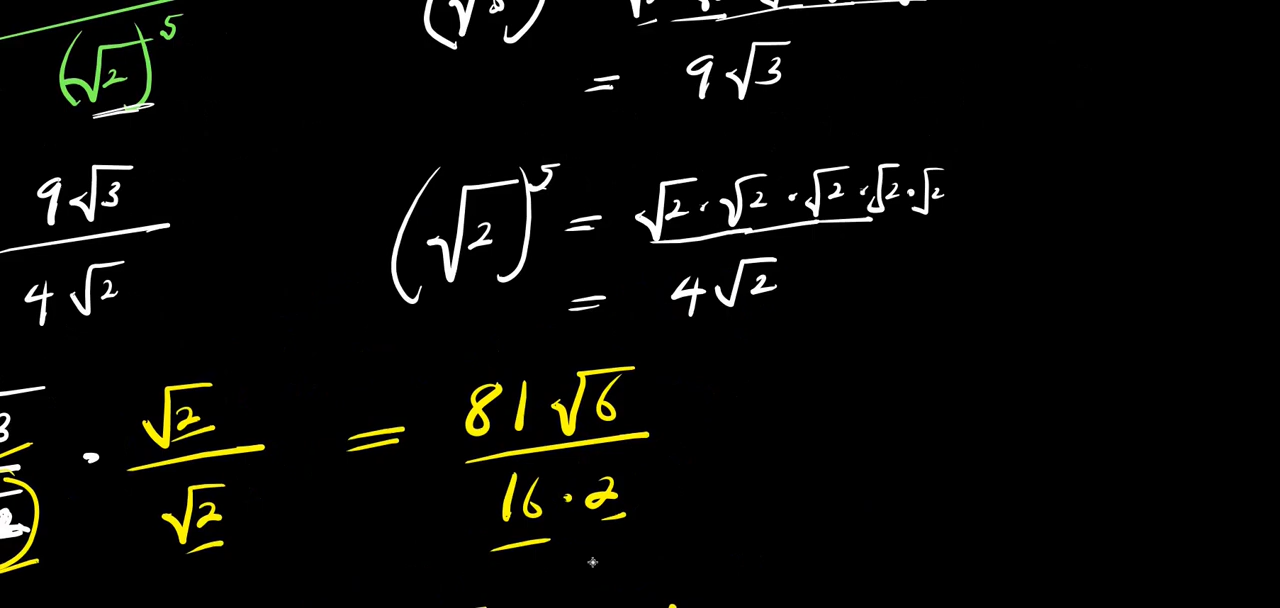 (√2)^5
= 9√3
9√3 / 4√2
(√2)^5 = √2 · √2 · √2 · √2 · √2
= 4√2
· √2 / √2 = 81√6 / 16 · 2